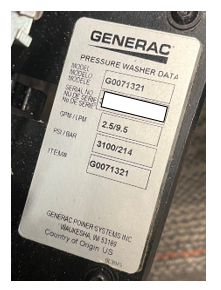 GENERAC
PRESSURE WASHER DATA
MODEL
MODELO
MODÈLE
G0071321
SERIAL NO.
NO DE SERIE
NU DE SÉRIE
GPM / LPM
2.5/9.5
PSI / BAR
3100/214
ITEM#
G0071321
GENERAC POWER SYSTEMS INC
WAUKESHA, WI 53189
Country of Origin US